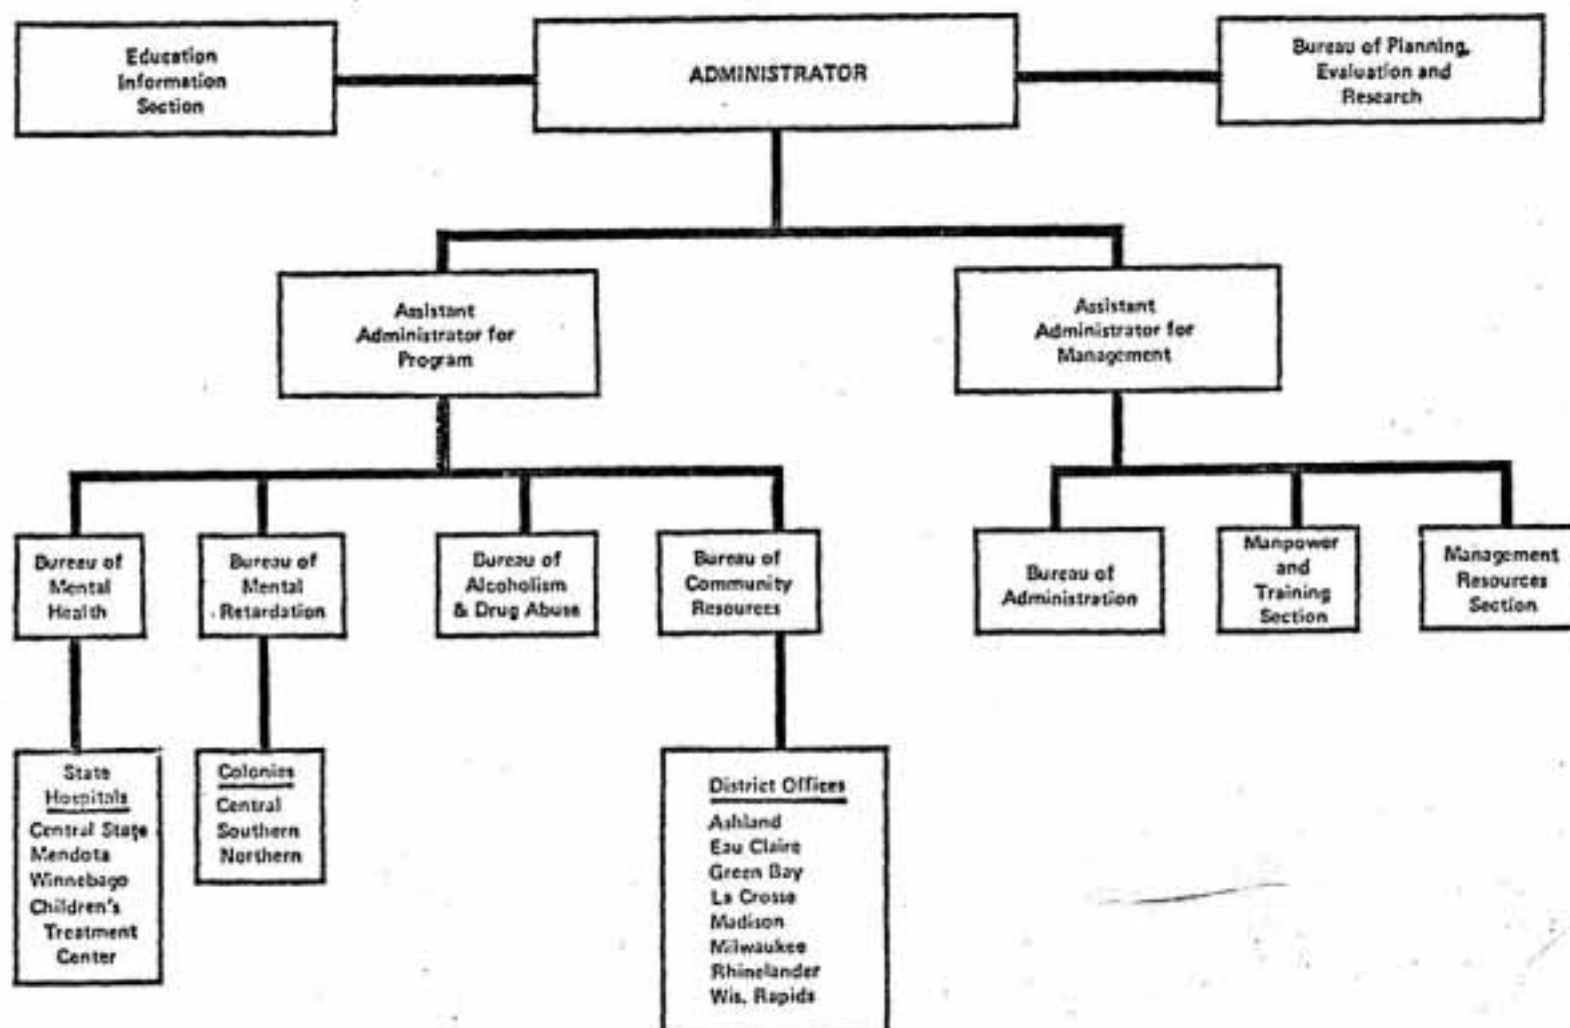 Education
Information
Section
ADMINISTRATOR
Bureau of Planning,
Evaluation and
Research
Assistant
Administrator for
Program
Assistant
Administrator for
Management
Bureau of
Mental
Health
Bureau of
Mental
Retardation
Bureau of
Alcoholism
& Drug Abuse
Bureau of
Community
Resources
Bureau of
Administration
Manpower
and
Training
Section
Management
Resources
Section
State
Hospitals
Central State
Mendota
Winnebago
Children's
Treatment
Center
Colonies
Central
Southern
Northern
District Offices
Ashland
Eau Claire
Green Bay
La Crosse
Madison
Milwaukee
Rhinelander
Wis. Rapids